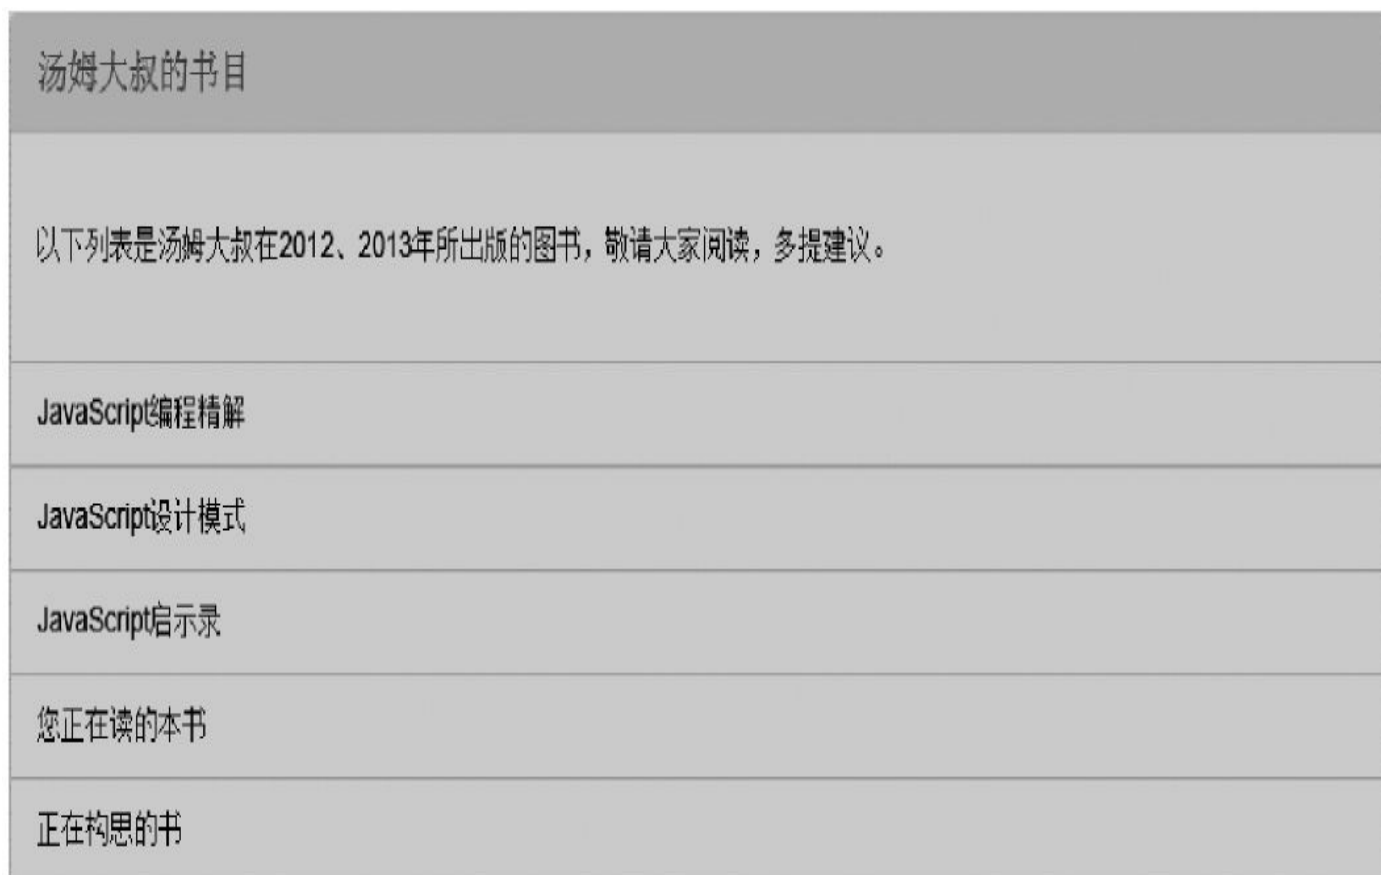 汤姆大叔的书目
以下列表是汤姆大叔在2012、2013年所出版的图书，敬请大家阅读，多提建议。
JavaScript编程精解
JavaScript设计模式
JavaScript启示录
您正在读的本书
正在构思的书